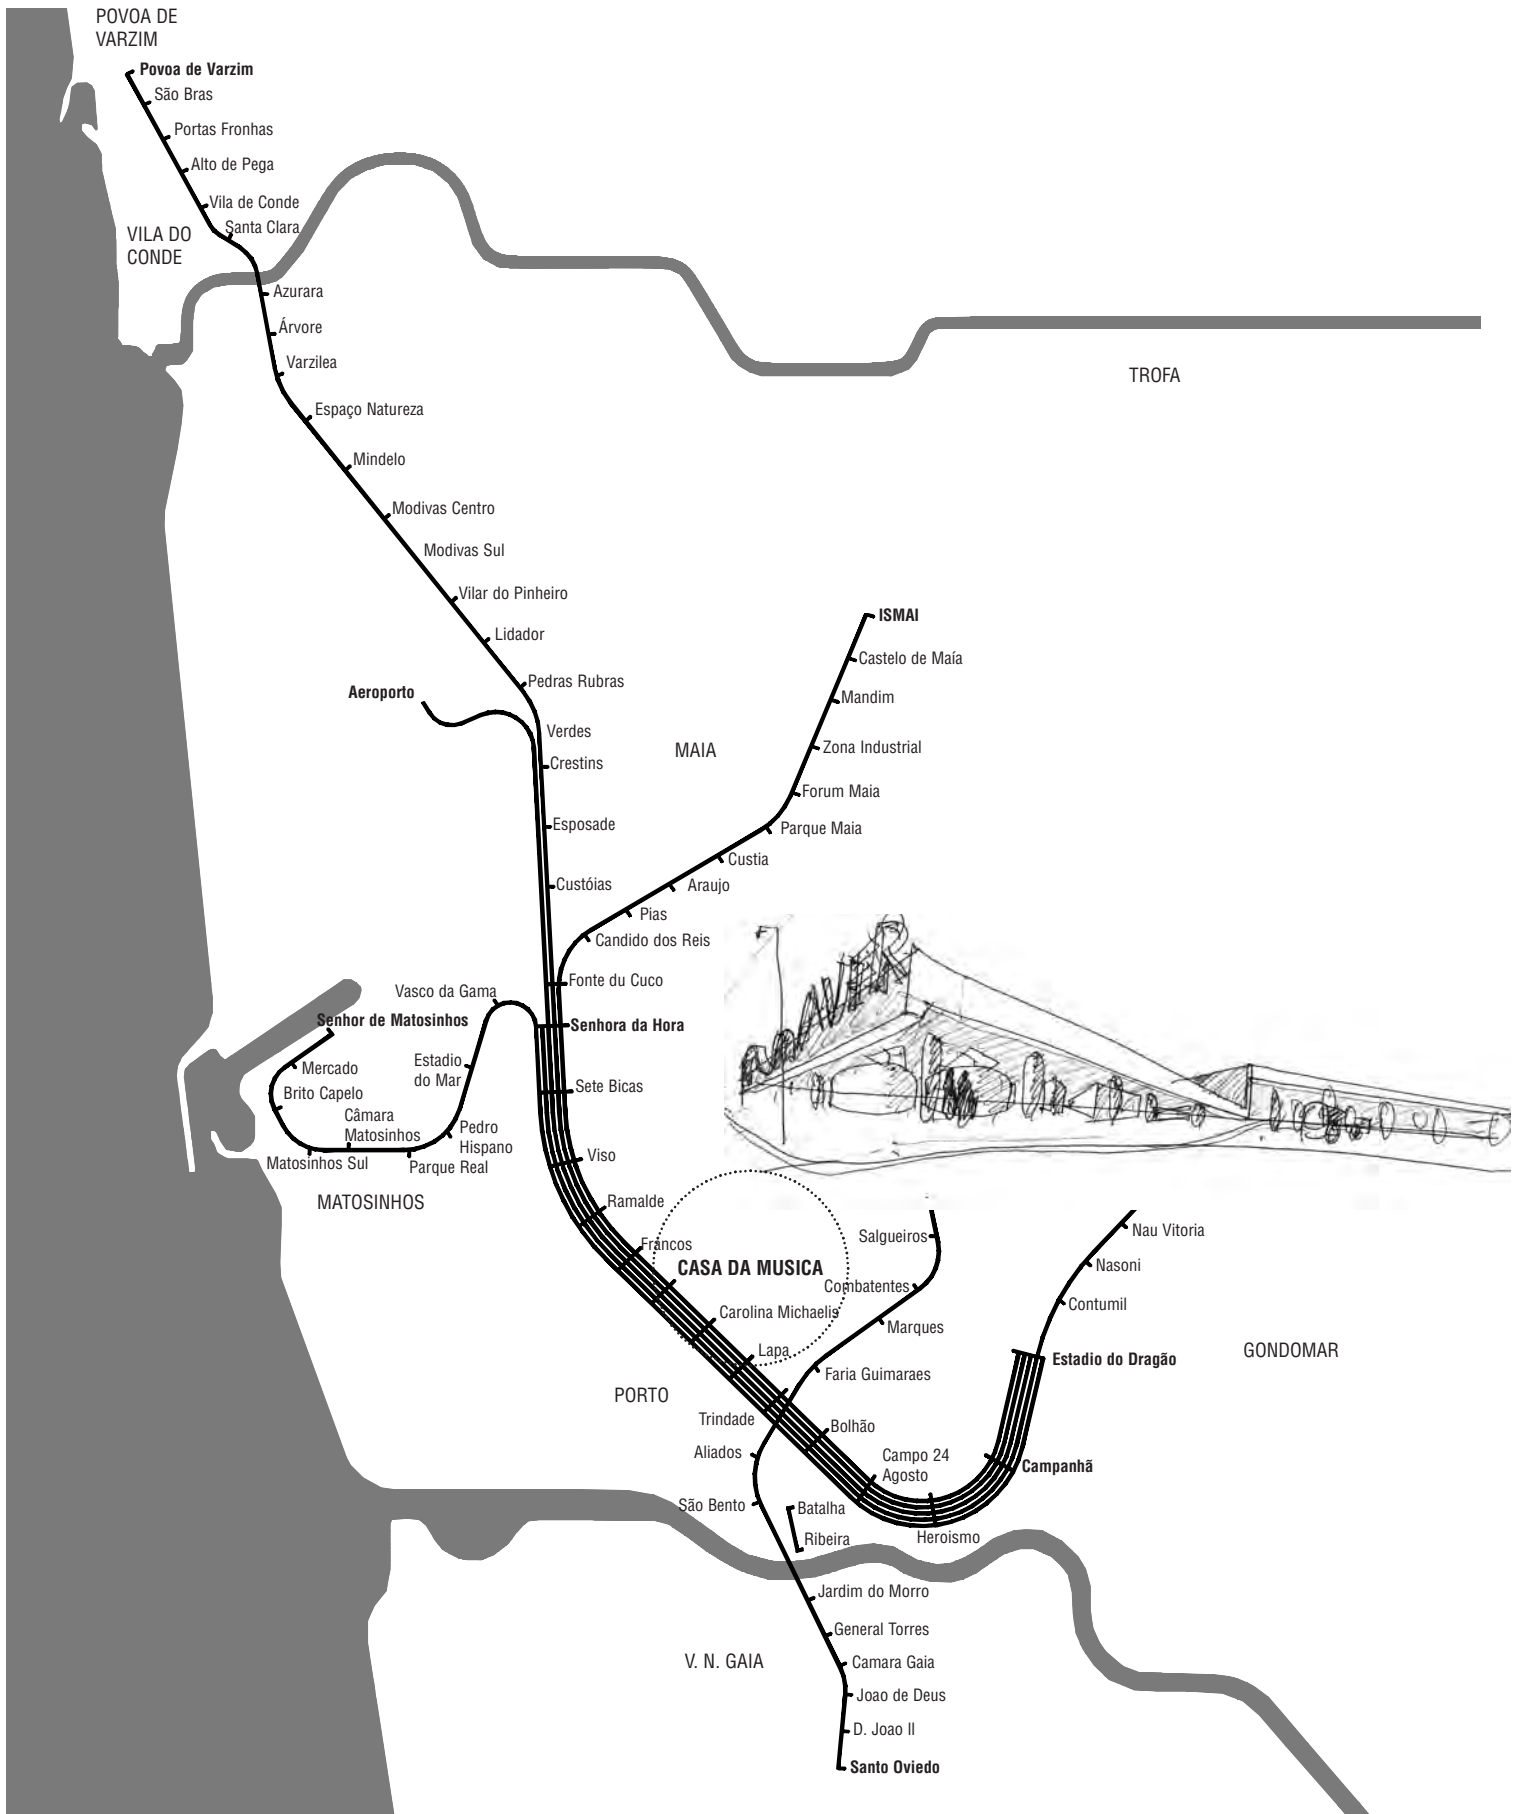 POVOA DE
VARZIM
Povoa de Varzim
São Bras
Portas Fronhas
Alto de Pega
Vila de Conde
Santa Clara
VILA DO
CONDE
Azurara
Árvore
Varzilea
TROFA
Espaço Natureza
Mindelo
Modivas Centro
Modivas Sul
Vilar do Pinheiro
Lidador
Pedras Rubras
Aeroporto
Verdes
Crestins
MAIA
Esposade
Custóias
ISMAI
Castelo de Maía
Mandim
Zona Industrial
Forum Maia
Parque Maia
Custia
Araujo
Pias
Candido dos Reis
Fonte du Cuco
Senhora da Hora
Vasco da Gama
Senhor de Matosinhos
Mercado
Estadio
do Mar
Brito Capelo
Câmara
Matosinhos
Pedro
Hispano
Matosinhos Sul
Parque Real
MATOSINHOS
Sete Bicas
Viso
Ramalde
Francos
CASA DA MUSICA
Carolina Michaelis
Lapa
Salgueiros
Combatentes
Marques
Faria Guimaraes
Nau Vitoria
Nasoni
Contumil
Estadio do Dragão
GONDOMAR
PORTO
Trindade
Bolhão
Aliados
Campo 24
Agosto
Campanhã
São Bento
Batalha
Ribeira
Heroismo
Jardim do Morro
General Torres
V. N. GAIA
Camara Gaia
Joao de Deus
D. Joao II
Santo Oviedo